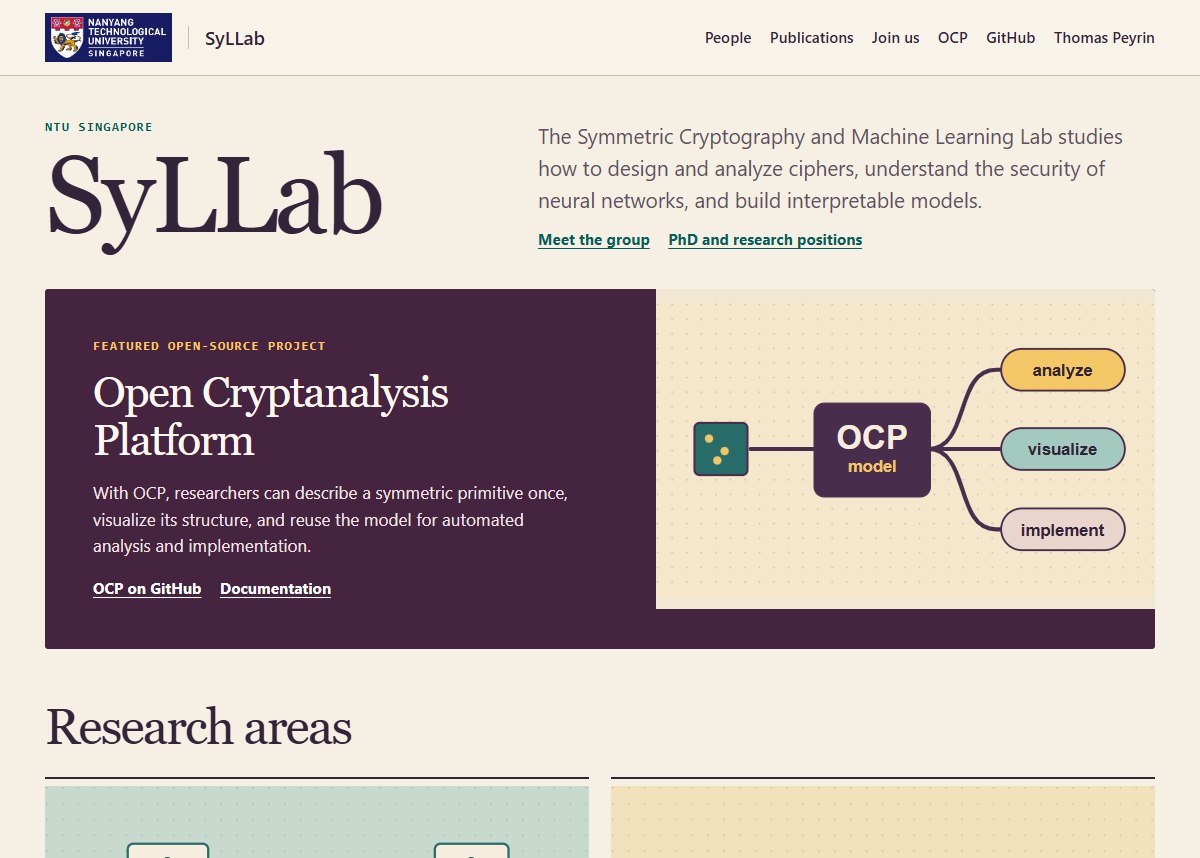 NANYANG
TECHNOLOGICAL
UNIVERSITY
SINGAPORE
SyLLab
People Publications Join us OCP GitHub Thomas Peyrin
NTU SINGAPORE
SyLLab
The Symmetric Cryptography and Machine Learning Lab studies
how to design and analyze ciphers, understand the security of
neural networks, and build interpretable models.
Meet the group PhD and research positions
FEATURED OPEN-SOURCE PROJECT
Open Cryptanalysis
Platform
With OCP, researchers can describe a symmetric primitive once,
visualize its structure, and reuse the model for automated
analysis and implementation.
OCP on GitHub Documentation
OCP
model
analyze
visualize
implement
Research areas